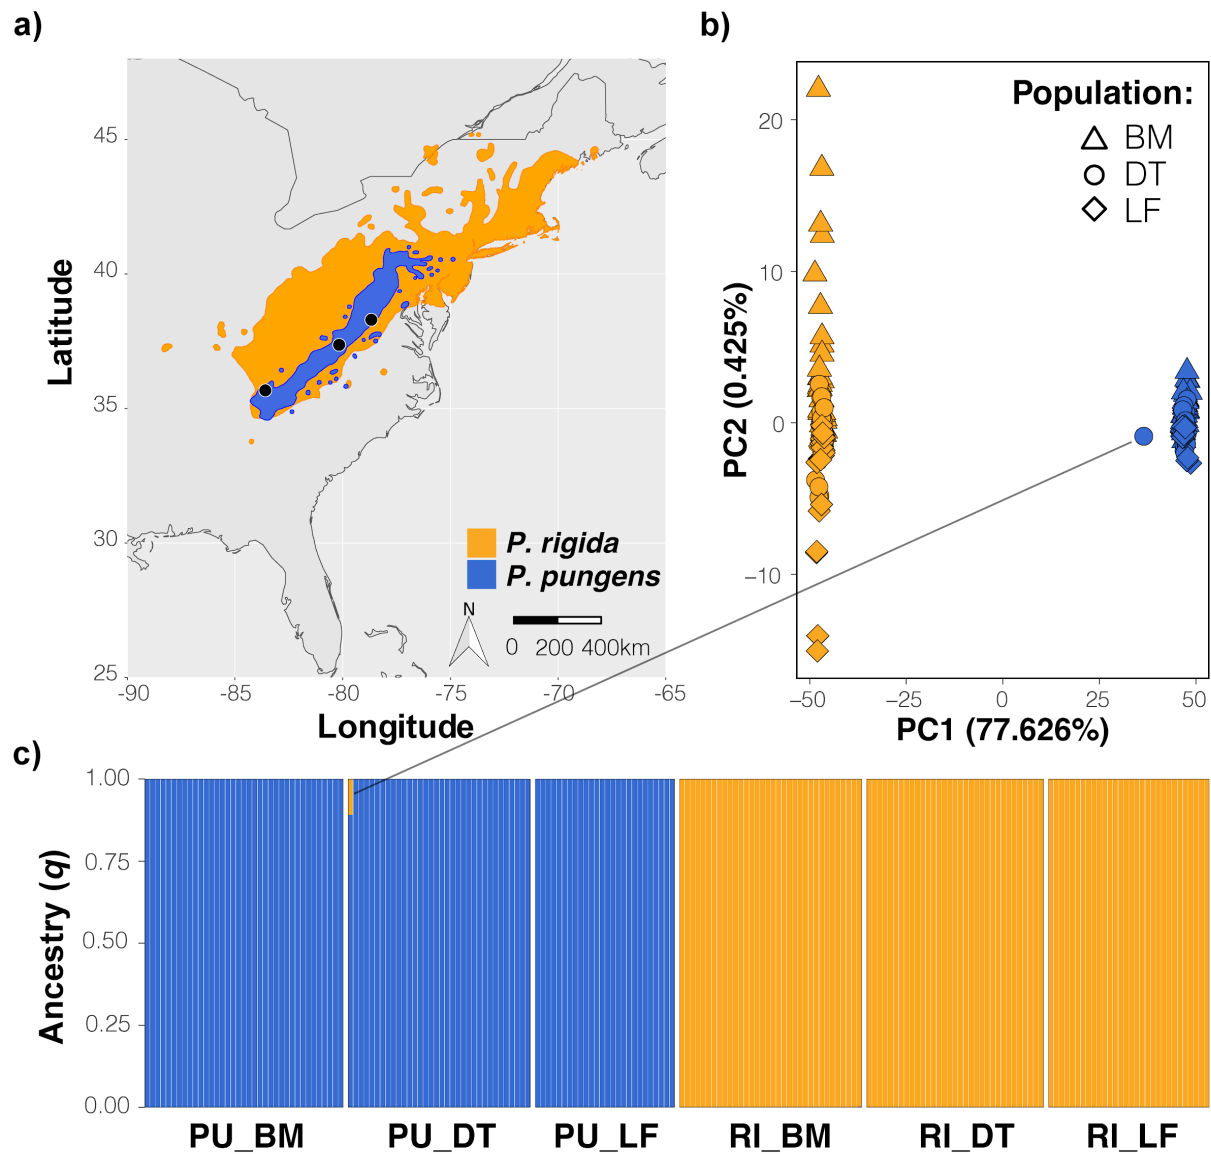 a)
45
40
35
30
25
-90
-85
-80
-75
-70
-65
Latitude
Longitude
P. rigida
P. pungens
N
0
200
400km
b)
Population:
BM
DT
LF
20
10
0
−10
−50
−25
0
25
50
PC2 (0.425%)
PC1 (77.626%)
c)
1.00
0.75
0.50
0.25
0.00
Ancestry (q)
PU_BM
PU_DT
PU_LF
RI_BM
RI_DT
RI_LF